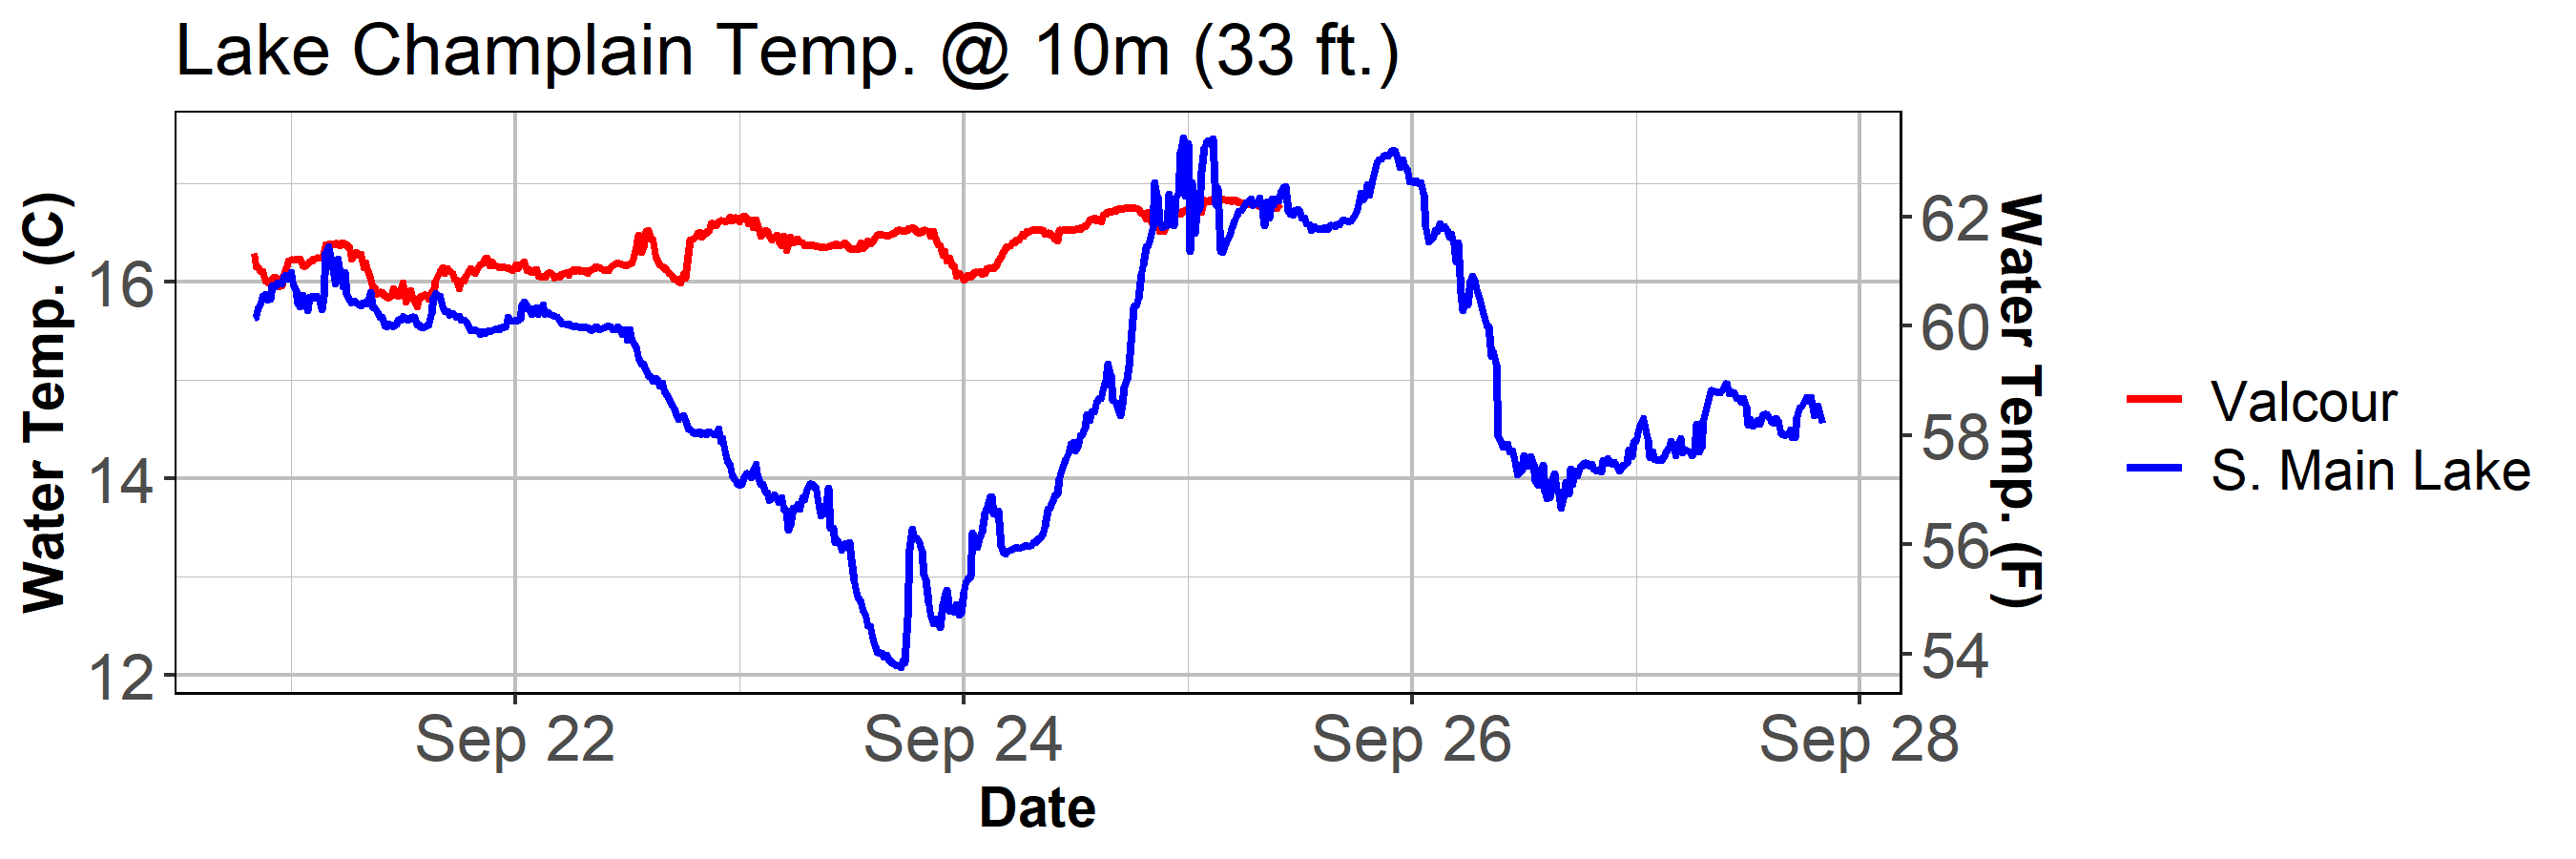 Lake Champlain Temp. @ 10m (33 ft.)
Water Temp. (C)
16
14
12
62
60
58
56
54
Water Temp. (F)
Sep 22
Sep 24
Sep 26
Sep 28
Date
Valcour
S. Main Lake